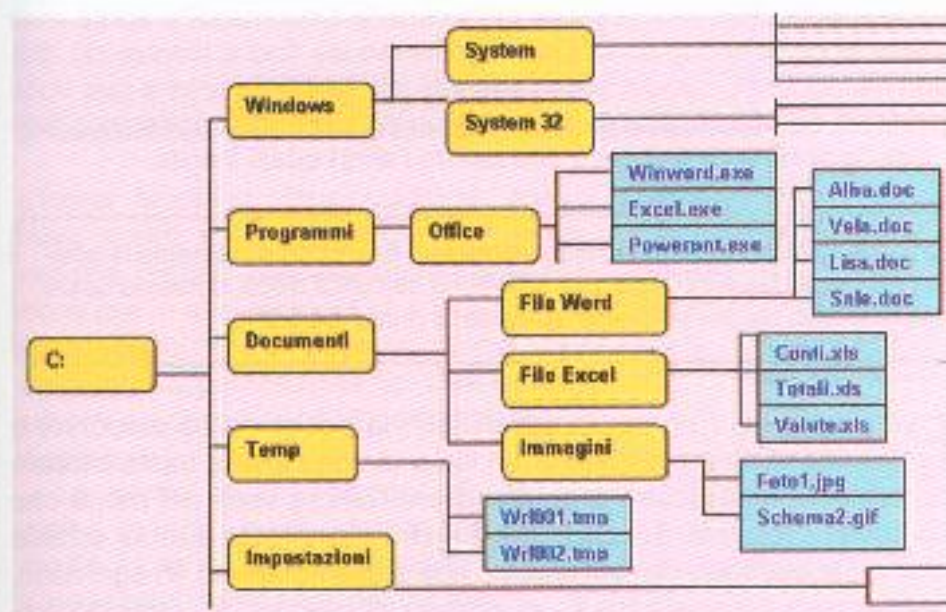 C:
Windows
System
System 32
Programmi
Office
Winword.exe
Excel.exe
Powerpnt.exe
Documenti
File Word
Alba.doc
Vela.doc
Lisa.doc
File Excel
Conti.xls
Totali.xls
Valute.xls
Immagini
Foto1.jpg
Schema2.gif
Temp
Wrl001.tmp
Wrl002.tmp
Impostazioni